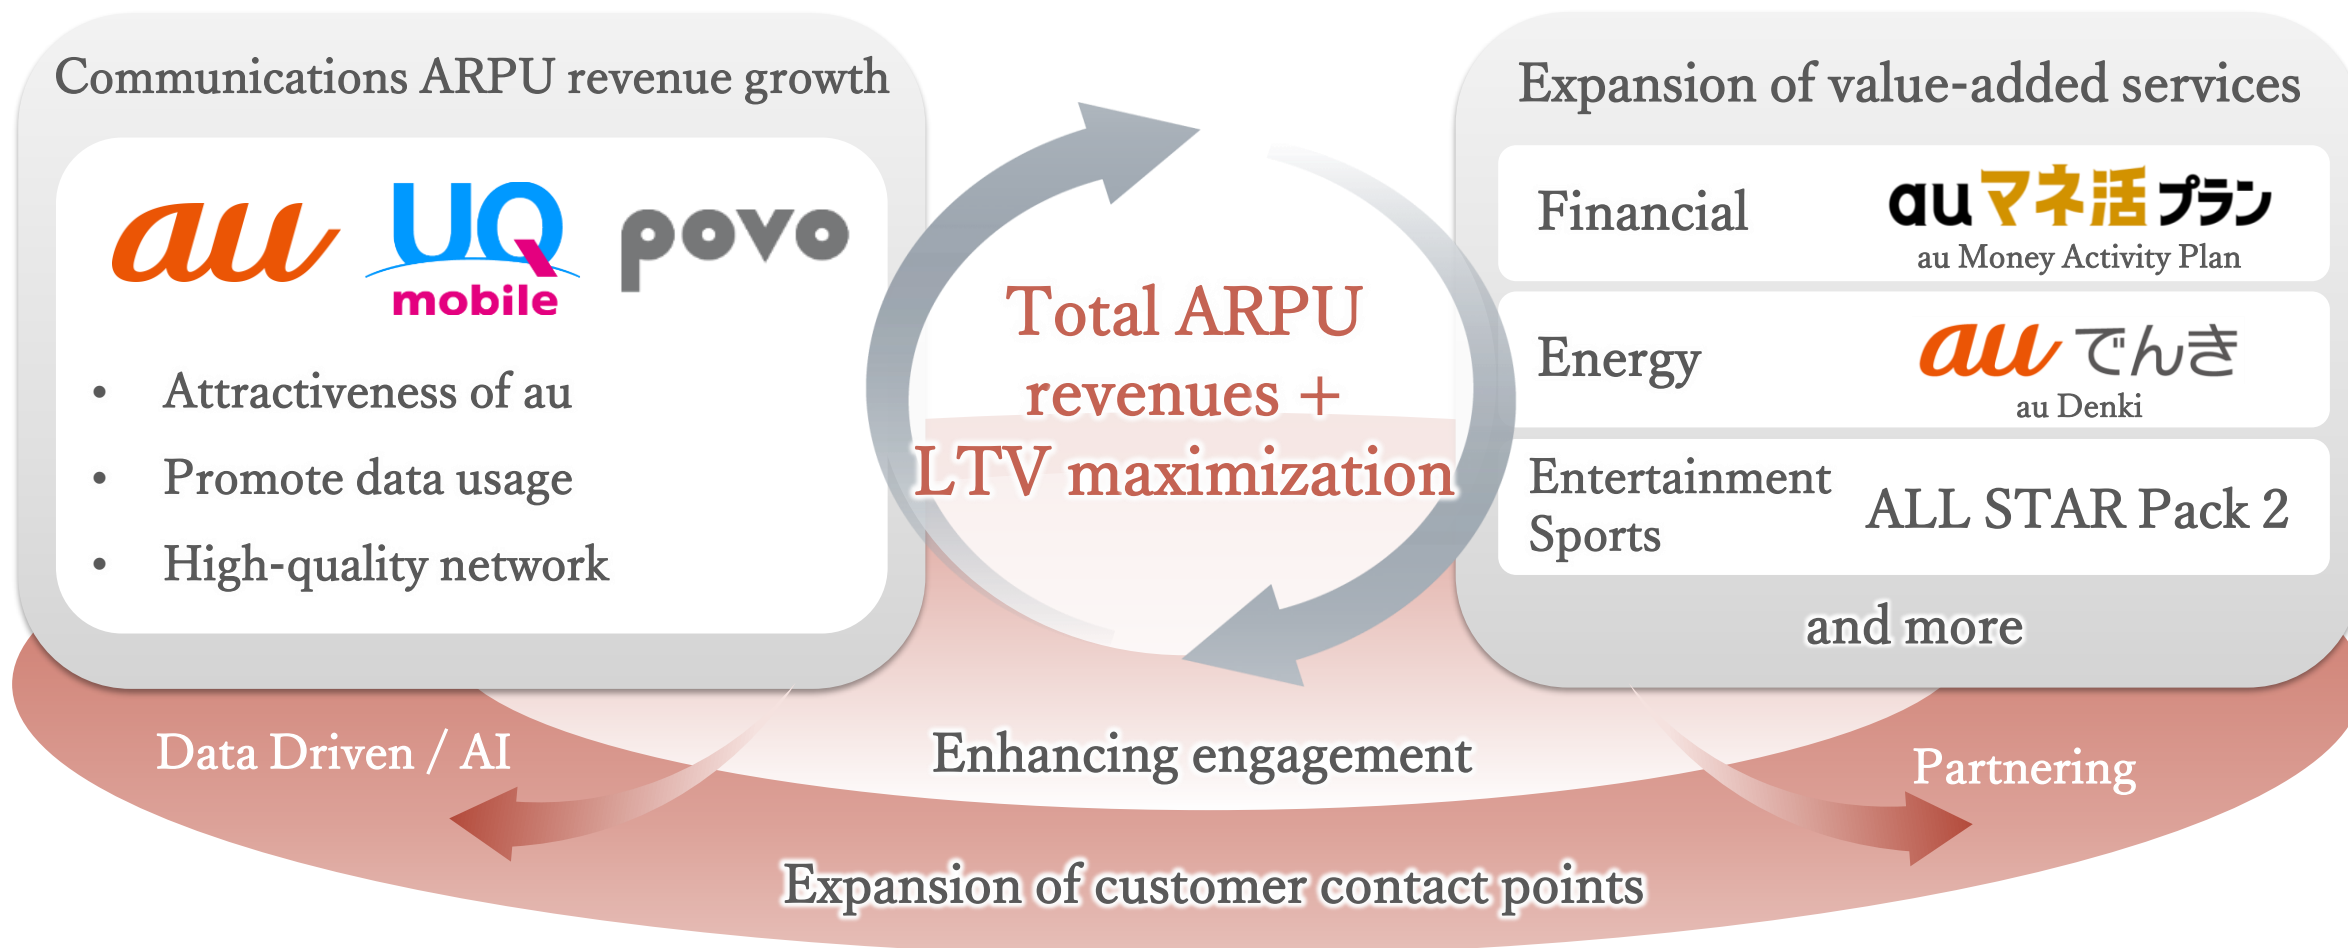 Communications ARPU revenue growth
au
UQ
mobile
povo
• Attractiveness of au
• Promote data usage
• High-quality network
Total ARPU
revenues +
LTV maximization
Expansion of value-added services
Financial
auマネ活プラン
au Money Activity Plan
Energy
au でんき
au Denki
Entertainment
Sports
ALL STAR Pack 2
and more
Data Driven / AI
Enhancing engagement
Partnering
Expansion of customer contact points